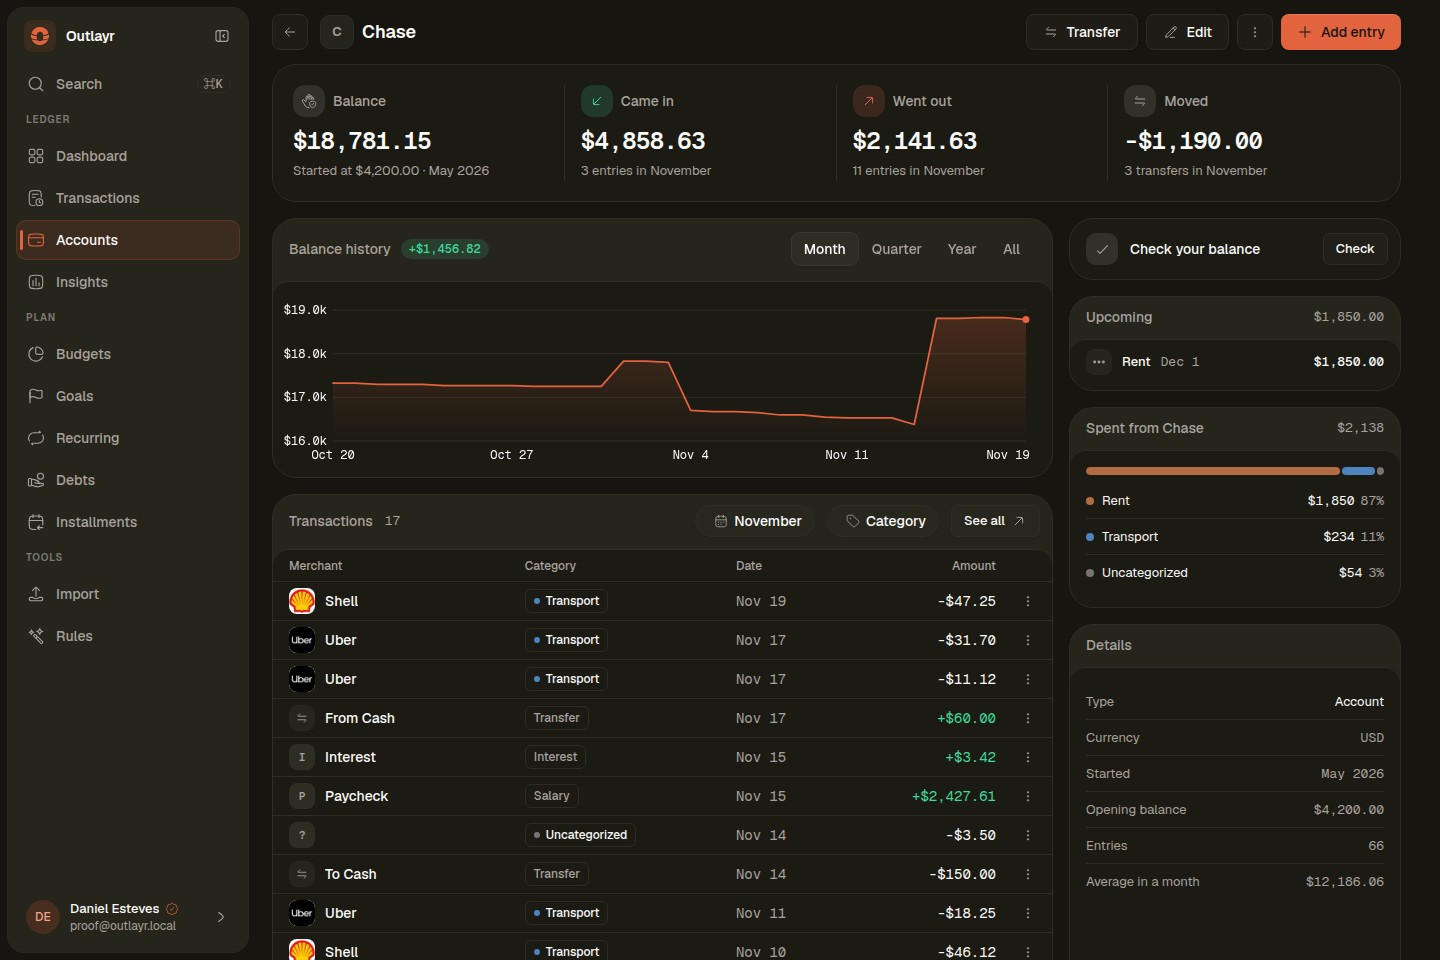 Outlayr
Search ⌘K
LEDGER
Dashboard
Transactions
Accounts
Insights
PLAN
Budgets
Goals
Recurring
Debts
Installments
TOOLS
Import
Rules
DE Daniel Esteves
proof@outlayr.local
C Chase
Transfer Edit Add entry
Balance
$18,781.15
Started at $4,200.00 · May 2026
Came in
$4,858.63
3 entries in November
Went out
$2,141.63
11 entries in November
Moved
-$1,190.00
3 transfers in November
Balance history +$1,456.82 Month Quarter Year All
$19.0k
$18.0k
$17.0k
$16.0k
Oct 20 Oct 27 Nov 4 Nov 11 Nov 19
Transactions 17 November Category See all
Merchant Category Date Amount
Shell Transport Nov 19 -$47.25
Uber Uber Transport Nov 17 -$31.70
Uber Uber Transport Nov 17 -$11.12
From Cash Transfer Nov 17 +$60.00
I Interest Interest Nov 15 +$3.42
P Paycheck Salary Nov 15 +$2,427.61
? Uncategorized Nov 14 -$3.50
To Cash Transfer Nov 14 -$150.00
Uber Uber Transport Nov 11 -$18.25
Shell Transport Nov 10 -$46.12
Check your balance Check
Upcoming $1,850.00
Rent Dec 1 $1,850.00
Spent from Chase $2,138
Rent $1,850 87%
Transport $234 11%
Uncategorized $54 3%
Details
Type Account
Currency USD
Started May 2026
Opening balance $4,200.00
Entries 66
Average in a month $12,186.06